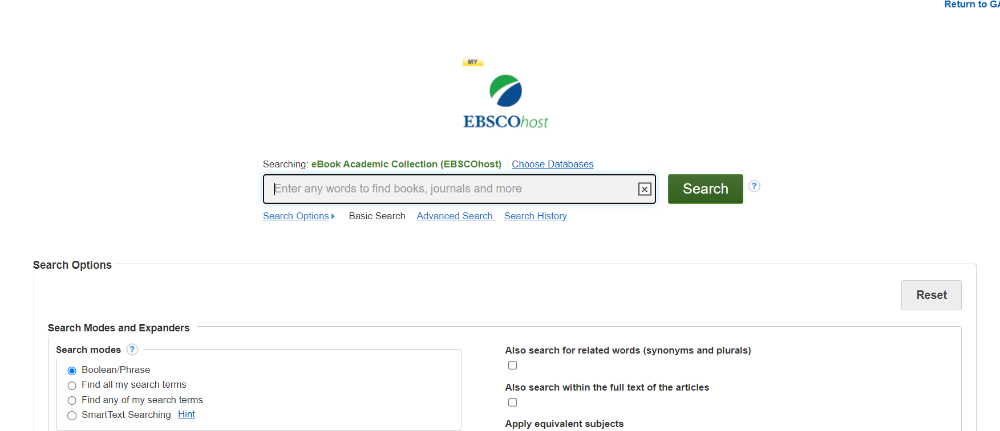 Return to GA
MY
EBSCOhost
Searching: eBook Academic Collection (EBSCOhost) Choose Databases
Enter any words to find books, journals and more
Search ?
Search Options Basic Search Advanced Search Search History
Search Options
Reset
Search Modes and Expanders
Search modes ?
Boolean/Phrase
Find all my search terms
Find any of my search terms
SmartText Searching Hint
Also search for related words (synonyms and plurals)
Also search within the full text of the articles
Apply equivalent subjects